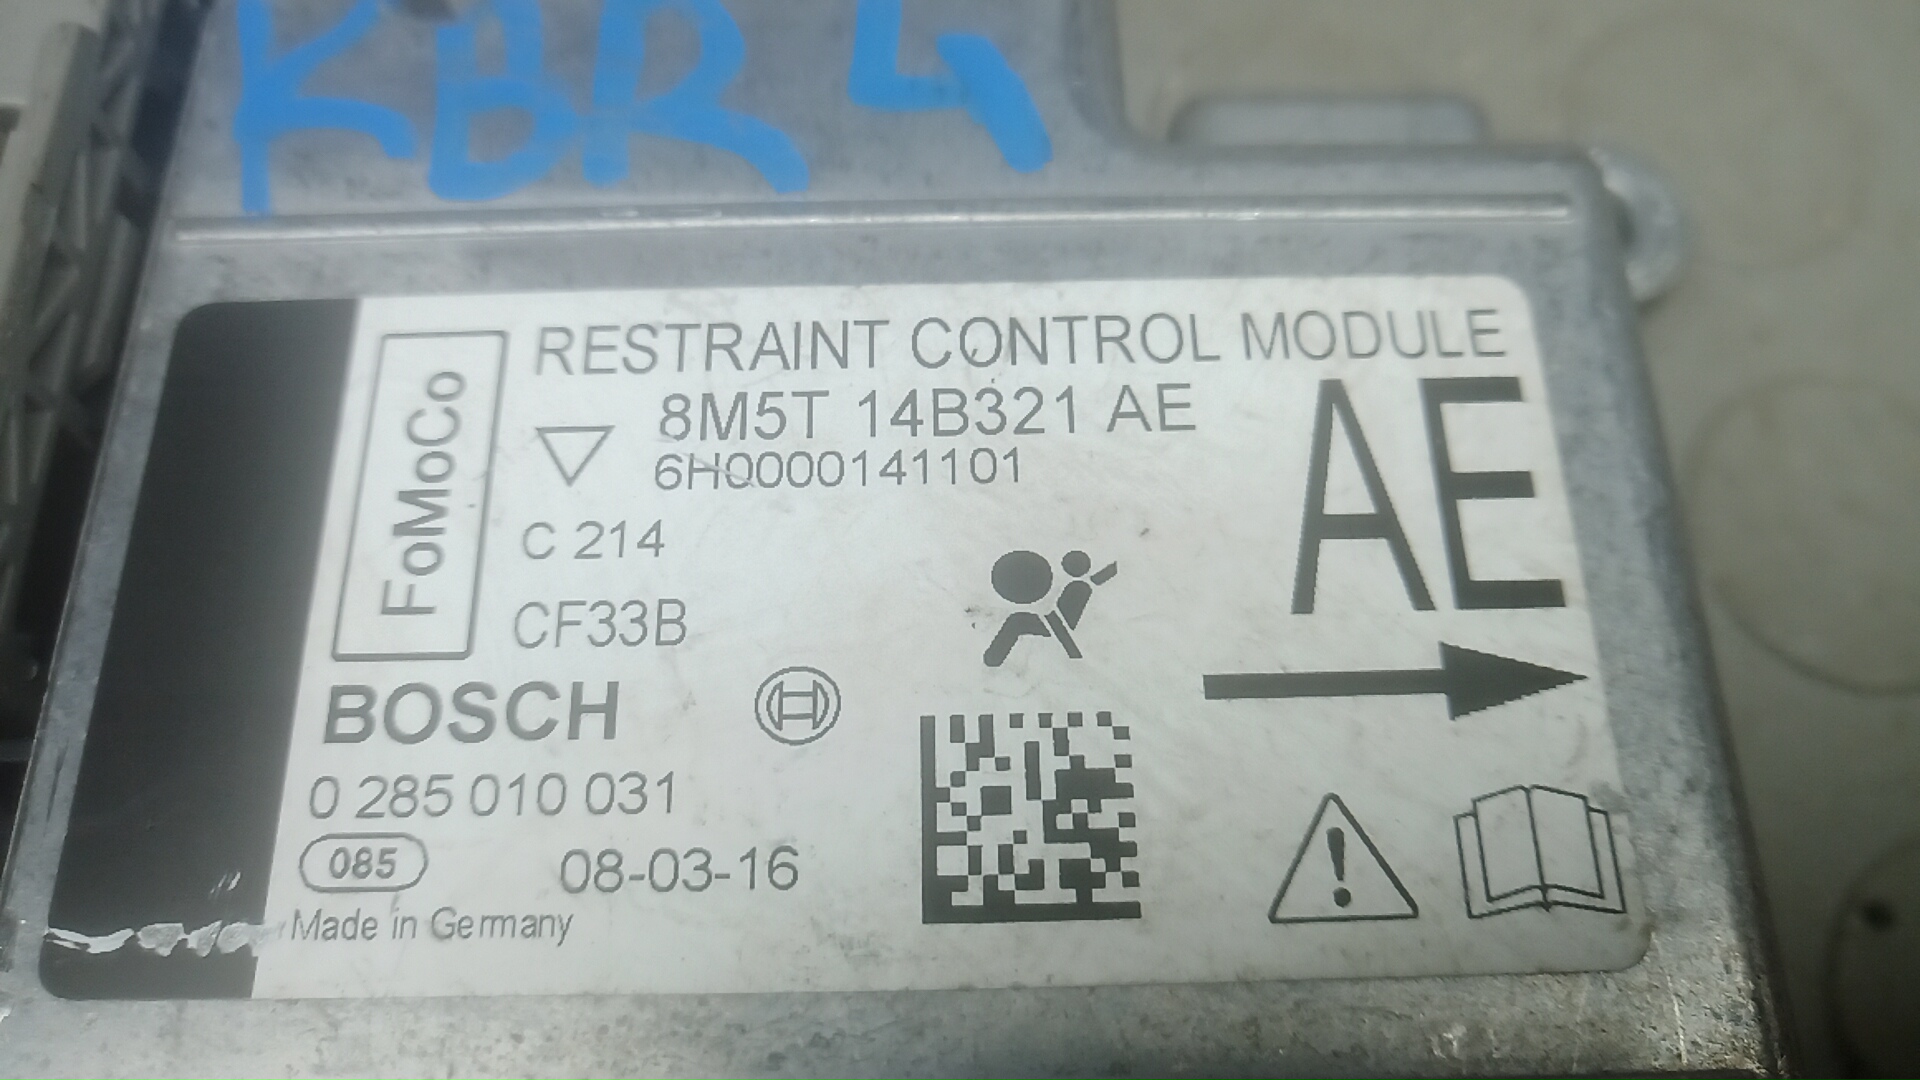 KBR 4
RESTRAINT CONTROL MODULE
FoMoCo
8M5T 14B321 AE
6H0000141101
AE
C 214
CF33B
BOSCH
0 285 010 031
085
08-03-16
Made in Germany